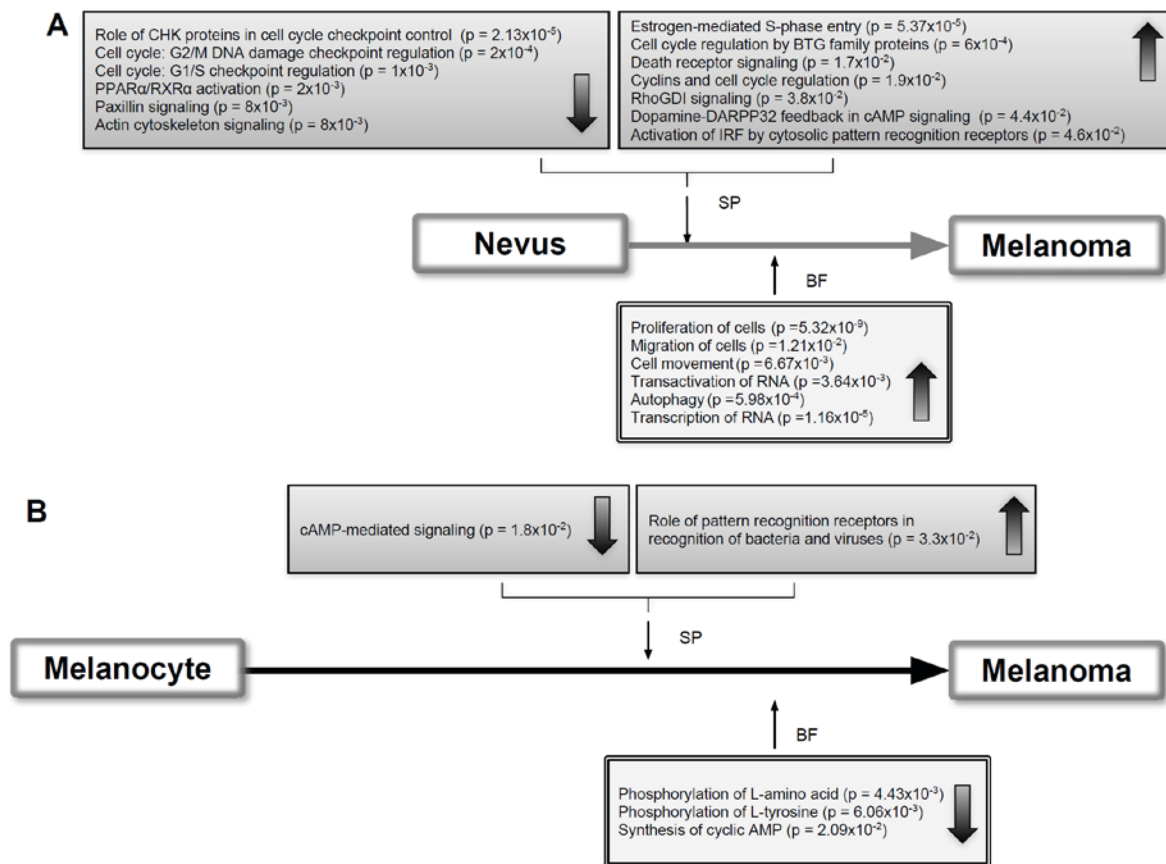 A
Role of CHK proteins in cell cycle checkpoint control (p = 2.13x10⁻⁵)
Cell cycle: G2/M DNA damage checkpoint regulation (p = 2x10⁻⁴)
Cell cycle: G1/S checkpoint regulation (p = 1x10⁻³)
PPARα/RXRα activation (p = 2x10⁻³)
Paxillin signaling (p = 8x10⁻³)
Actin cytoskeleton signaling (p = 8x10⁻³)
Estrogen-mediated S-phase entry (p = 5.37x10⁻⁵)
Cell cycle regulation by BTG family proteins (p = 6x10⁻⁴)
Death receptor signaling (p = 1.7x10⁻²)
Cyclins and cell cycle regulation (p = 1.9x10⁻²)
RhoGDI signaling (p = 3.8x10⁻²)
Dopamine-DARPP32 feedback in cAMP signaling (p = 4.4x10⁻²)
Activation of IRF by cytosolic pattern recognition receptors (p = 4.6x10⁻²)
SP
Nevus
Melanoma
BF
Proliferation of cells (p =5.32x10⁻⁹)
Migration of cells (p =1.21x10⁻²)
Cell movement (p =6.67x10⁻³)
Transactivation of RNA (p =3.64x10⁻³)
Autophagy (p =5.98x10⁻⁴)
Transcription of RNA (p =1.16x10⁻⁵)
B
cAMP-mediated signaling (p = 1.8x10⁻²)
Role of pattern recognition receptors in
recognition of bacteria and viruses (p = 3.3x10⁻²)
SP
Melanocyte
Melanoma
BF
Phosphorylation of L-amino acid (p = 4.43x10⁻³)
Phosphorylation of L-tyrosine (p = 6.06x10⁻³)
Synthesis of cyclic AMP (p = 2.09x10⁻²)